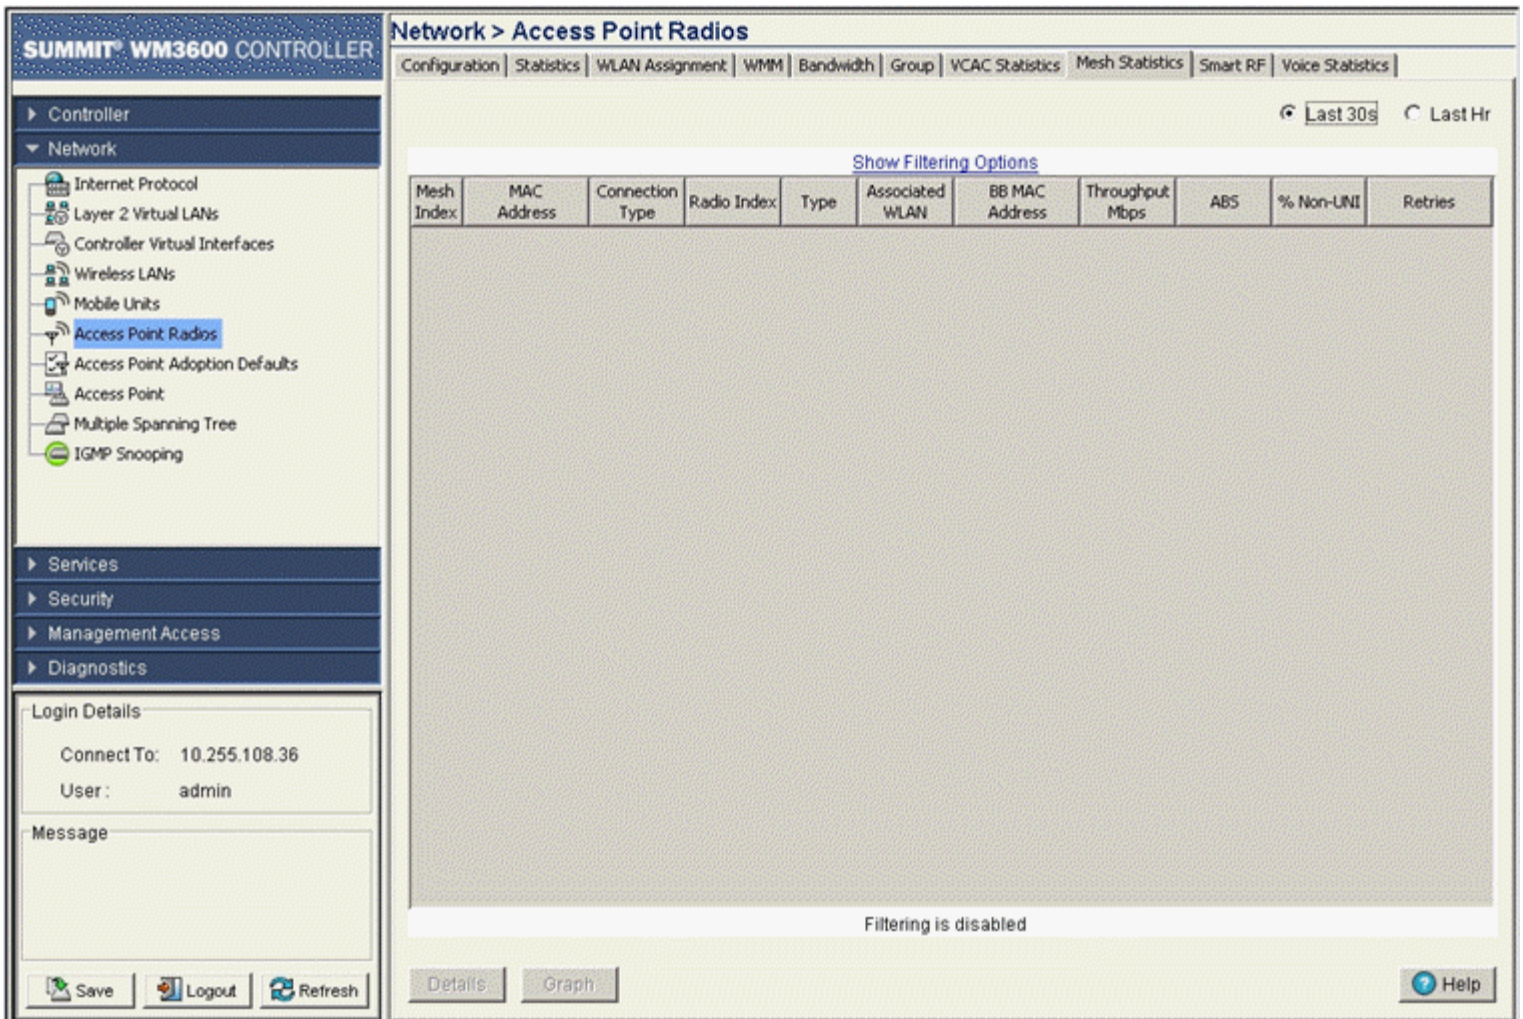 SUMMIT® WM3600 CONTROLLER
Controller
Network
Internet Protocol
Layer 2 Virtual LANs
Controller Virtual Interfaces
Wireless LANs
Mobile Units
Access Point Radios
Access Point Adoption Defaults
Access Point
Multiple Spanning Tree
IGMP Snooping
Services
Security
Management Access
Diagnostics
Login Details
Connect To: 10.255.108.36
User : admin
Message
Save Logout Refresh
Network > Access Point Radios
Configuration Statistics WLAN Assignment WMM Bandwidth Group VCAC Statistics Mesh Statistics Smart RF Voice Statistics
Last 30s Last Hr
Show Filtering Options
Mesh Index MAC Address Connection Type Radio Index Type Associated WLAN BB MAC Address Throughput Mbps ABS % Non-UNI Retries
Filtering is disabled
Details Graph Help